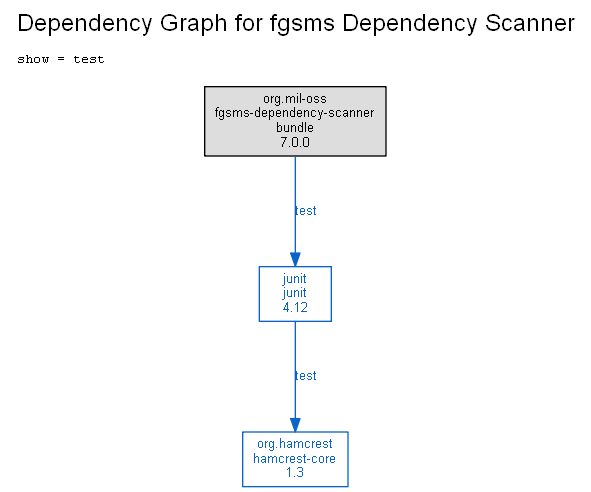 Dependency Graph for fgsms Dependency Scanner
show = test
org.mil-oss
fgsms-dependency-scanner
bundle
7.0.0
test
junit
junit
4.12
test
org.hamcrest
hamcrest-core
1.3